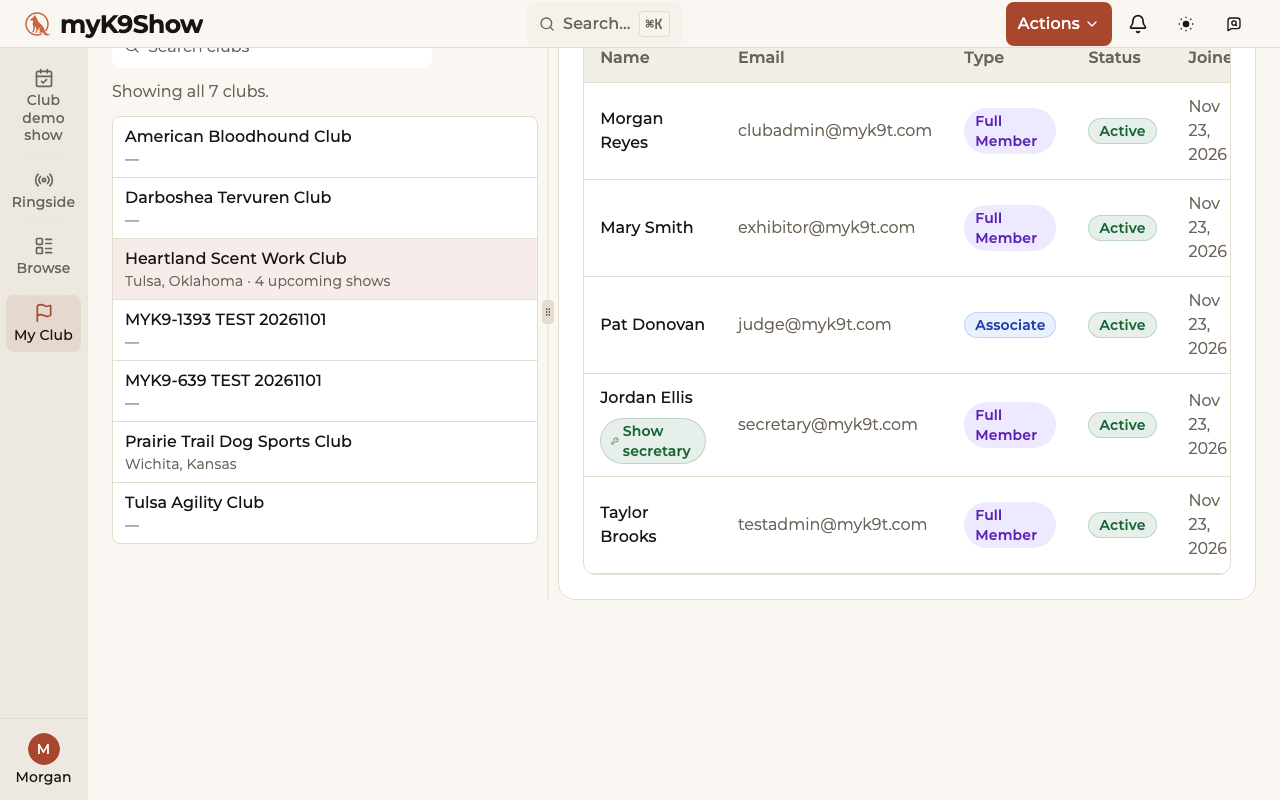 myK9Show
Search... ⌘K
Actions
Club
demo
show
Ringside
Browse
My Club
M
Morgan
Search clubs
Showing all 7 clubs.
American Bloodhound Club
—
Darboshea Tervuren Club
—
Heartland Scent Work Club
Tulsa, Oklahoma · 4 upcoming shows
MYK9-1393 TEST 20261101
—
MYK9-639 TEST 20261101
—
Prairie Trail Dog Sports Club
Wichita, Kansas
Tulsa Agility Club
—
Name Email Type Status Joine
Morgan
Reyes
clubadmin@myk9t.com
Full
Member
Active
Nov
23,
2026
Mary Smith
exhibitor@myk9t.com
Full
Member
Active
Nov
23,
2026
Pat Donovan
judge@myk9t.com
Associate
Active
Nov
23,
2026
Jordan Ellis
Show
secretary
secretary@myk9t.com
Full
Member
Active
Nov
23,
2026
Taylor
Brooks
testadmin@myk9t.com
Full
Member
Active
Nov
23,
2026